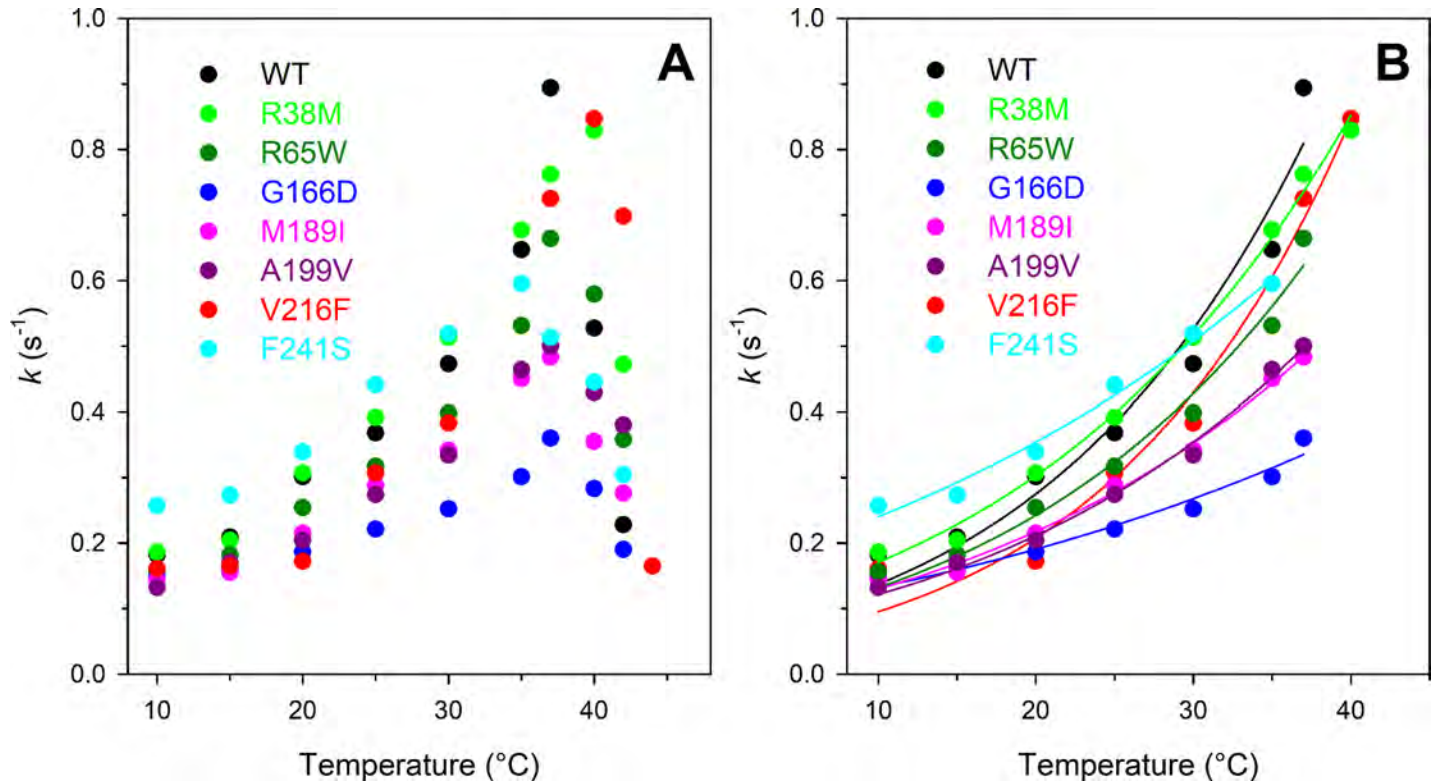 A
WT
R38M
R65W
G166D
M189I
A199V
V216F
F241S
k (s⁻¹)
1.0
0.8
0.6
0.4
0.2
0.0
10 20 30 40
Temperature (°C)
B
WT
R38M
R65W
G166D
M189I
A199V
V216F
F241S
k (s⁻¹)
1.0
0.8
0.6
0.4
0.2
0.0
10 20 30 40
Temperature (°C)